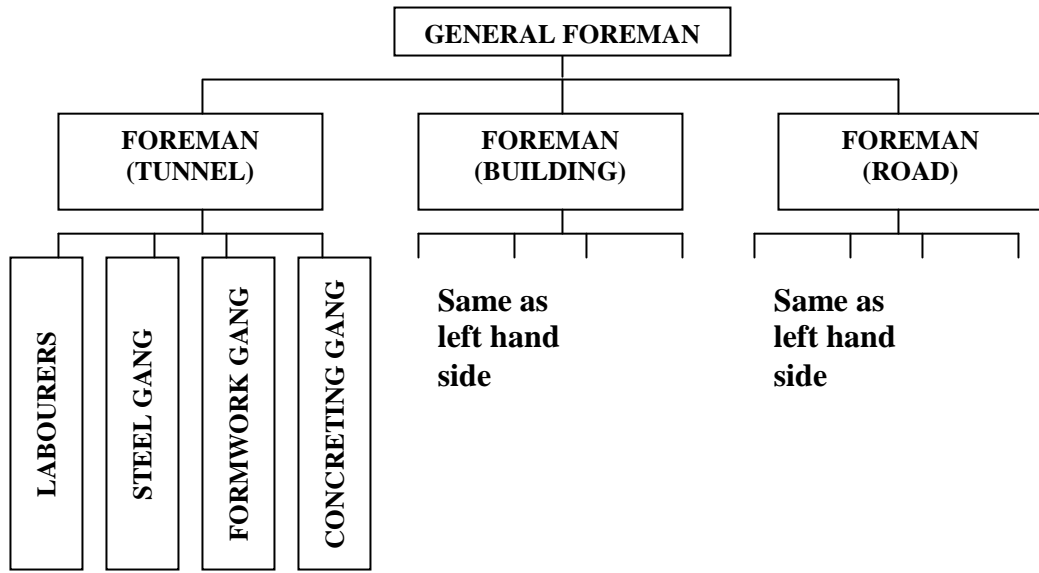 GENERAL FOREMAN
FOREMAN
(TUNNEL)
FOREMAN
(BUILDING)
FOREMAN
(ROAD)
LABOURERS
STEEL GANG
FORMWORK GANG
CONCRETING GANG
Same as
left hand
side
Same as
left hand
side